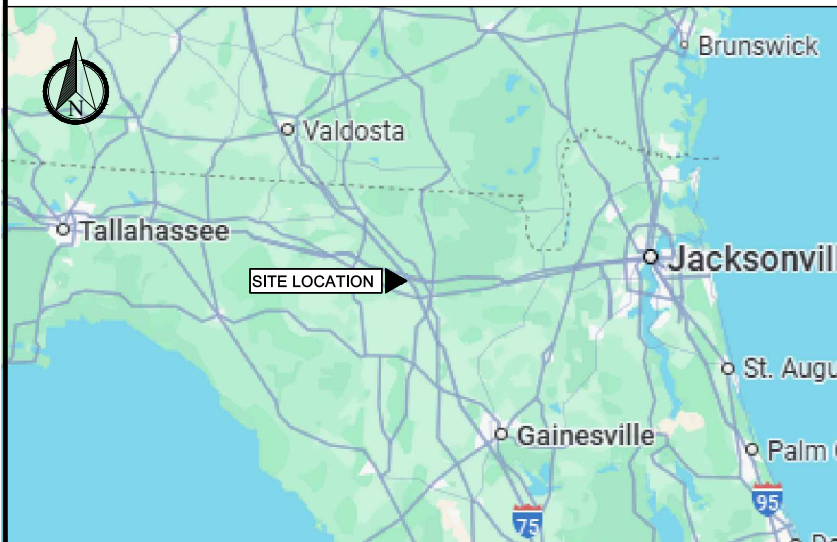 Brunswick
N
Valdosta
Tallahassee
Jacksonvill
SITE LOCATION
St. Augu
Gainesville
Palm
95
75